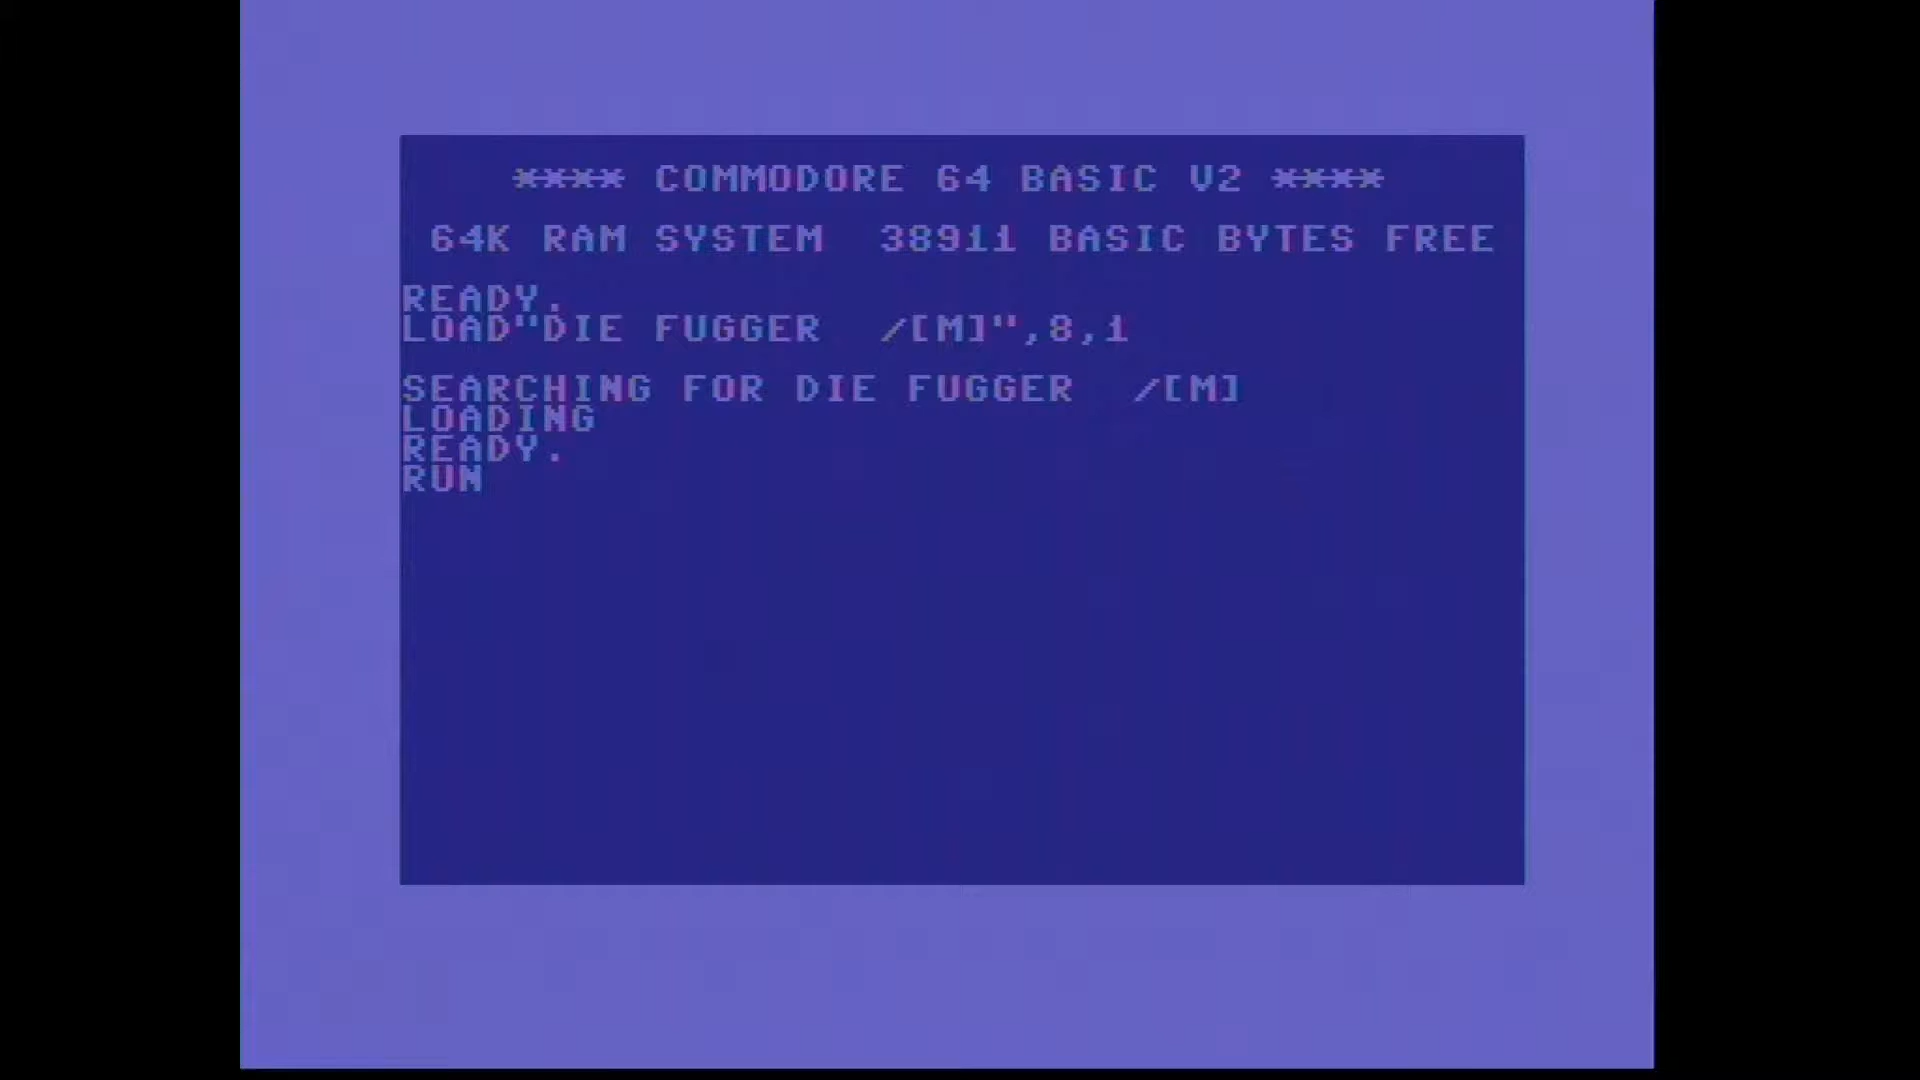 **** COMMODORE 64 BASIC V2 ****
64K RAM SYSTEM  38911 BASIC BYTES FREE
READY.
LOAD"DIE FUGGER  /[M]",8,1
SEARCHING FOR DIE FUGGER  /[M]
LOADING
READY.
RUN